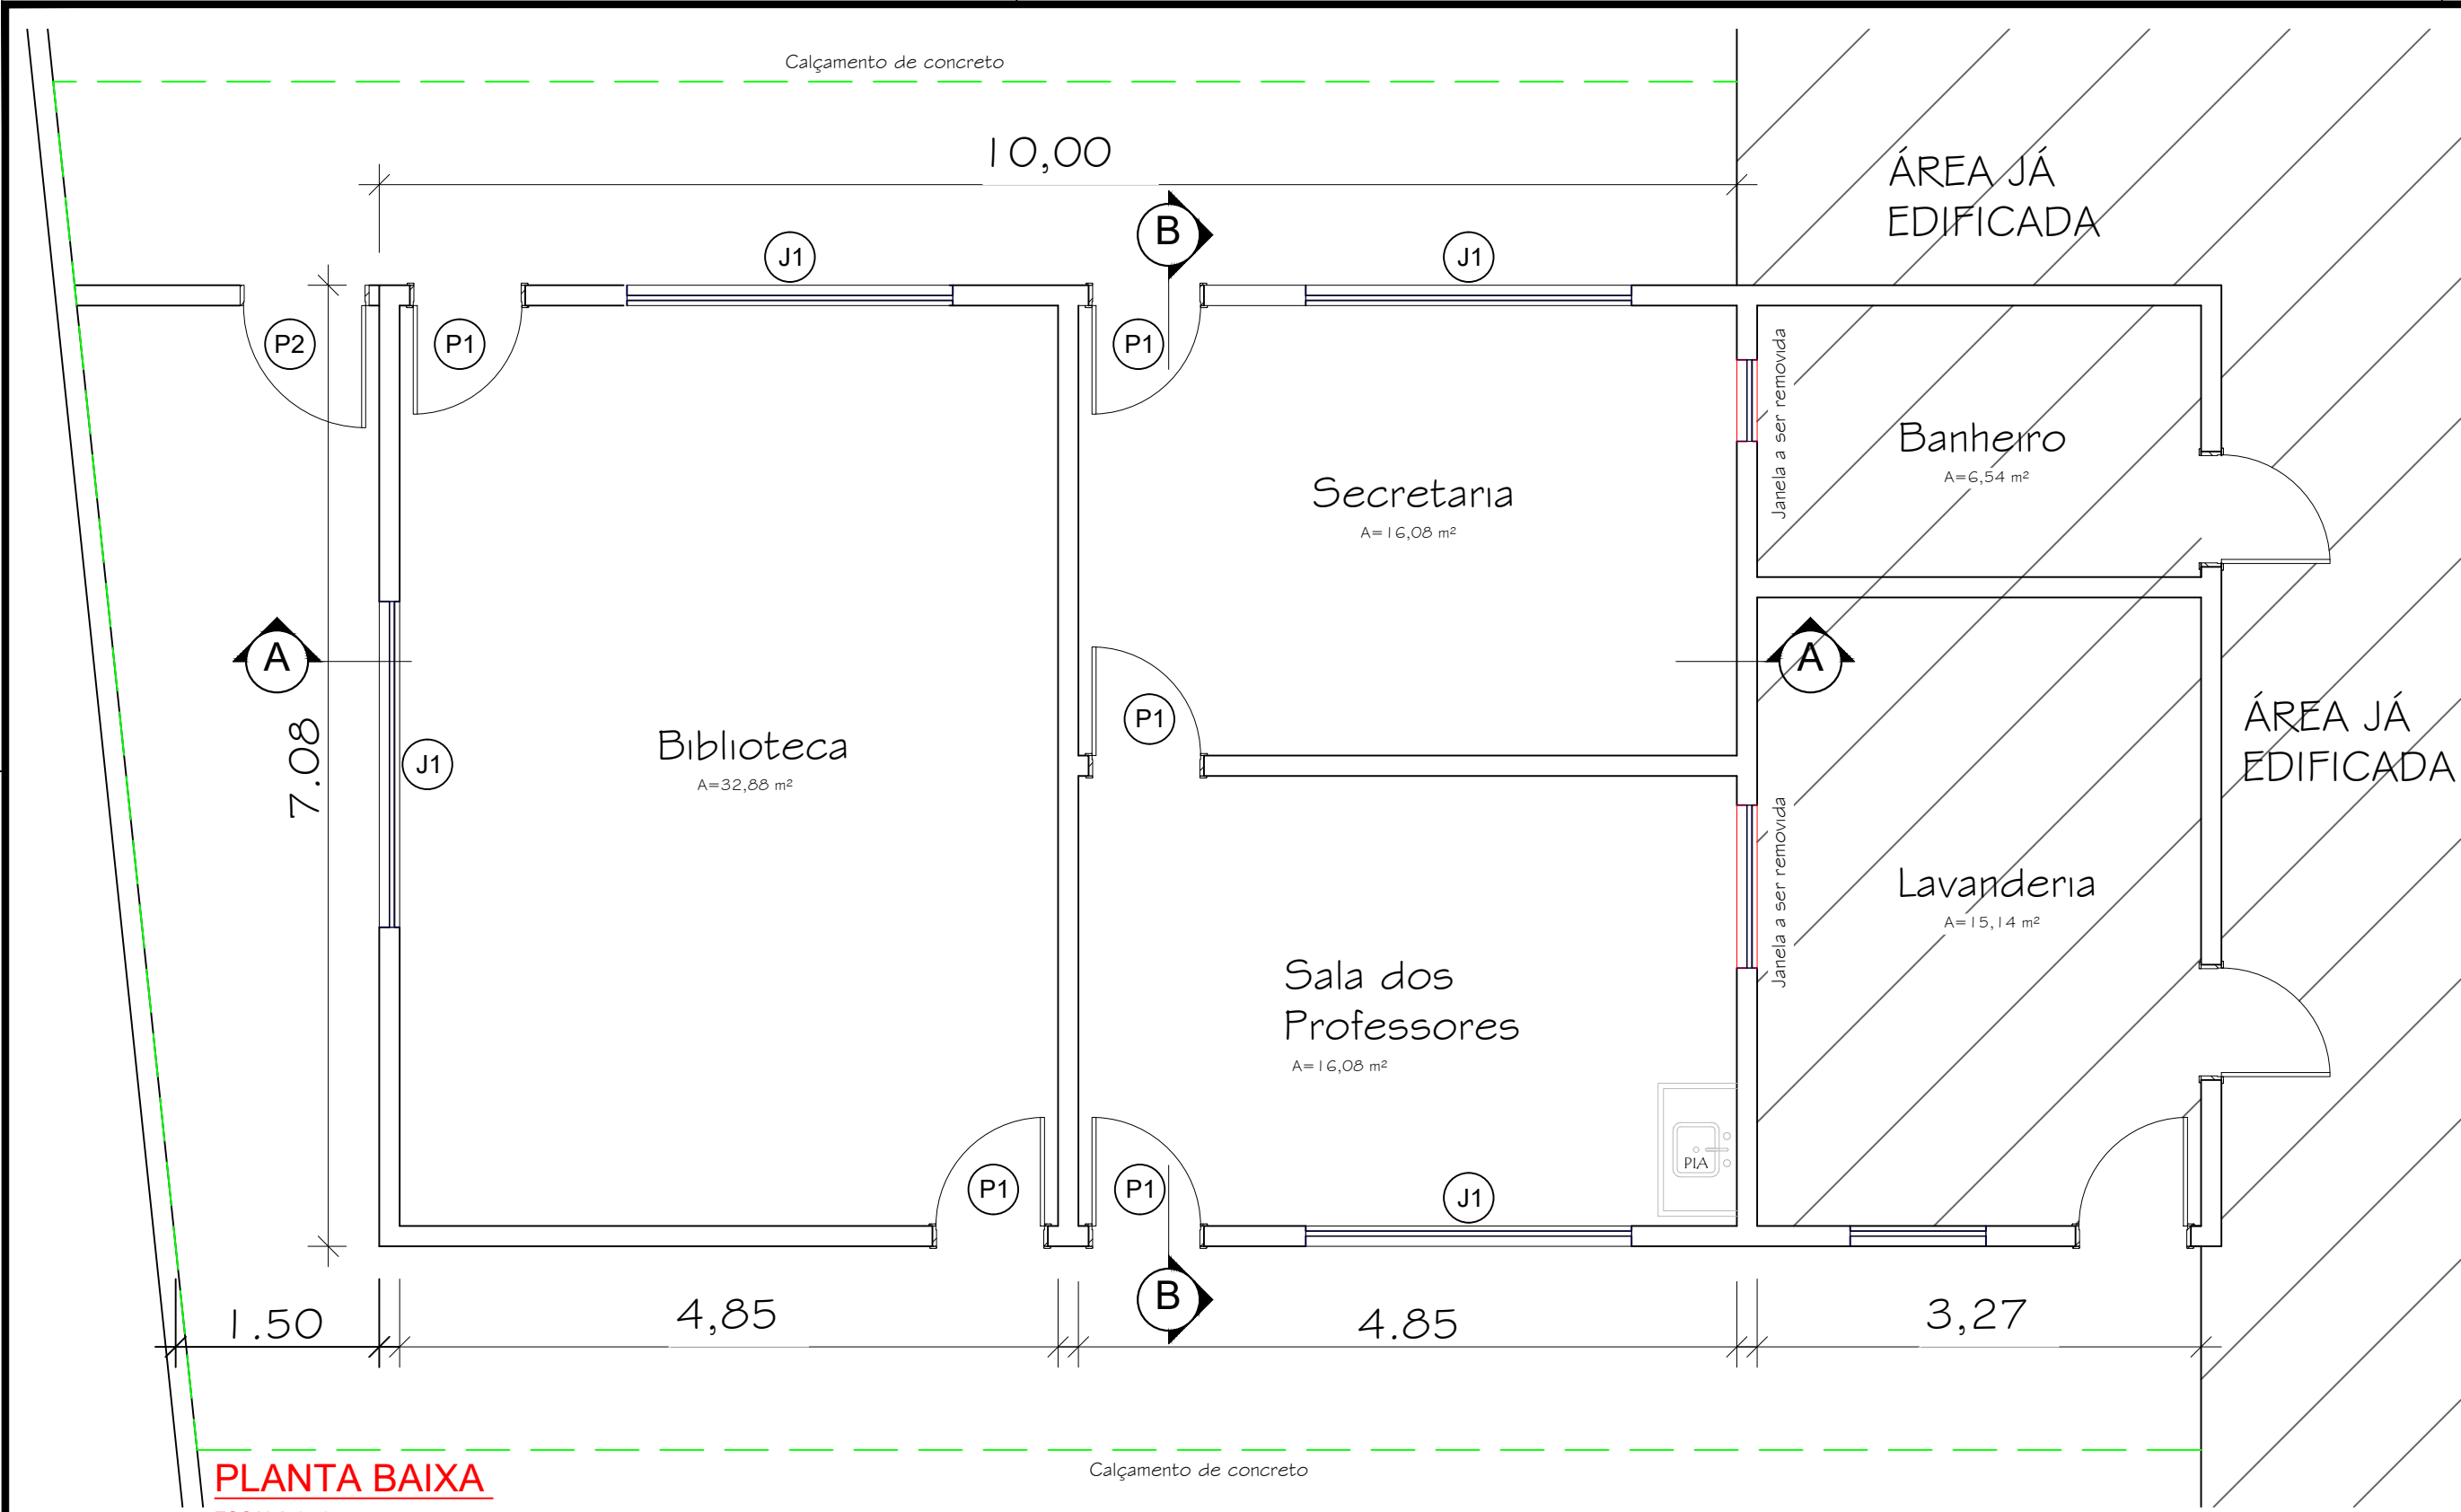 Calçamento de concreto
10,00
ÁREA JÁ
EDIFICADA
B
J1
J1
P2
P1
P1
Janela a ser removida
Banheiro
A=6,54 m²
Secretaria
A=16,08 m²
A
A
7.08
P1
J1
Biblioteca
A=32,88 m²
ÁREA JÁ
EDIFICADA
Janela a ser removida
Lavanderia
A=15,14 m²
Sala dos
Professores
A=16,08 m²
PIA
P1
P1
J1
B
1.50
4,85
4.85
3,27
Calçamento de concreto
PLANTA BAIXA